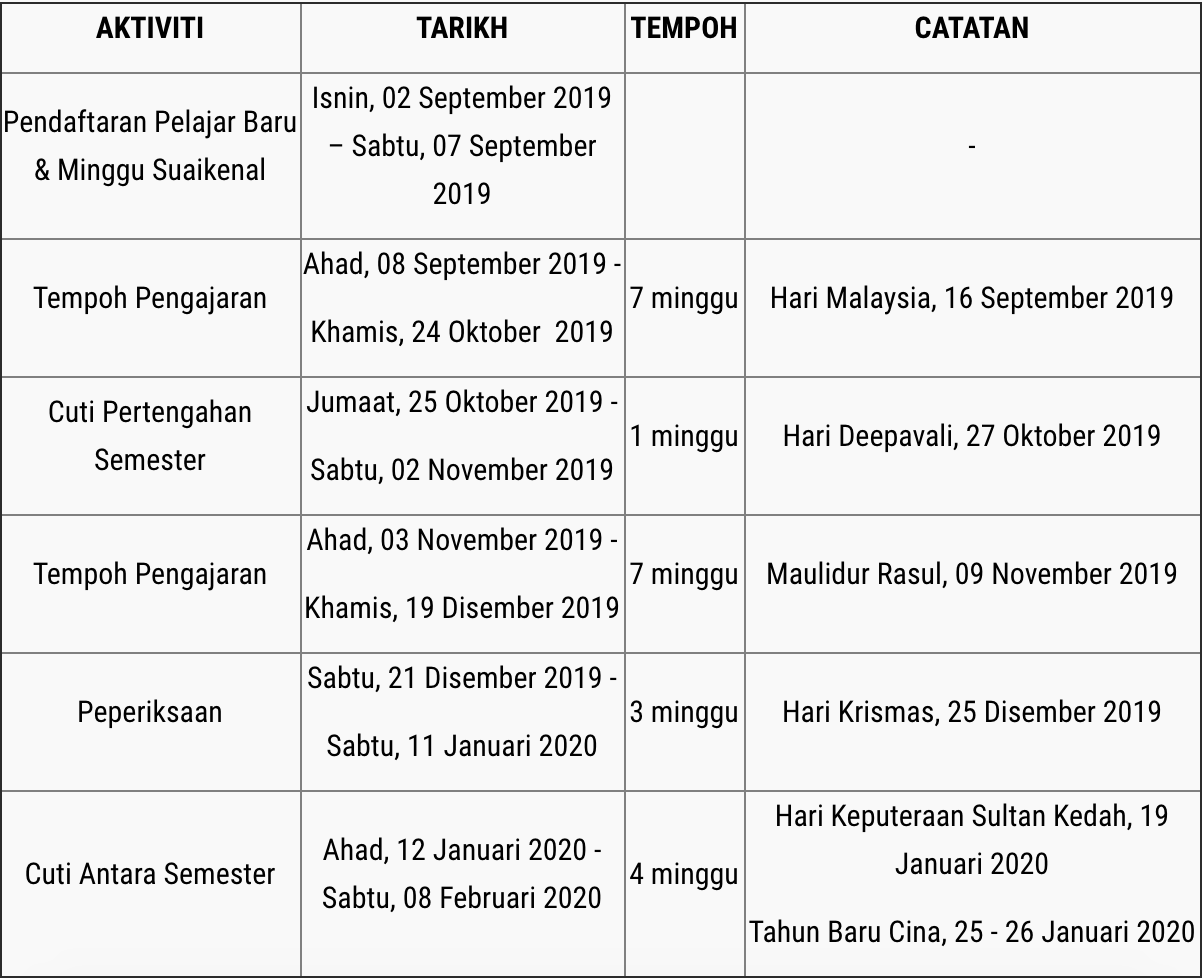 AKTIVITI TARIKH TEMPOH CATATAN
Pendaftaran Pelajar Baru
& Minggu Suaikenal
Isnin, 02 September 2019
– Sabtu, 07 September
2019
-
Tempoh Pengajaran
Ahad, 08 September 2019 -
Khamis, 24 Oktober  2019
7 minggu
Hari Malaysia, 16 September 2019
Cuti Pertengahan
Semester
Jumaat, 25 Oktober 2019 -
Sabtu, 02 November 2019
1 minggu
Hari Deepavali, 27 Oktober 2019
Tempoh Pengajaran
Ahad, 03 November 2019 -
Khamis, 19 Disember 2019
7 minggu
Maulidur Rasul, 09 November 2019
Peperiksaan
Sabtu, 21 Disember 2019 -
Sabtu, 11 Januari 2020
3 minggu
Hari Krismas, 25 Disember 2019
Cuti Antara Semester
Ahad, 12 Januari 2020 -
Sabtu, 08 Februari 2020
4 minggu
Hari Keputeraan Sultan Kedah, 19
Januari 2020
Tahun Baru Cina, 25 - 26 Januari 2020